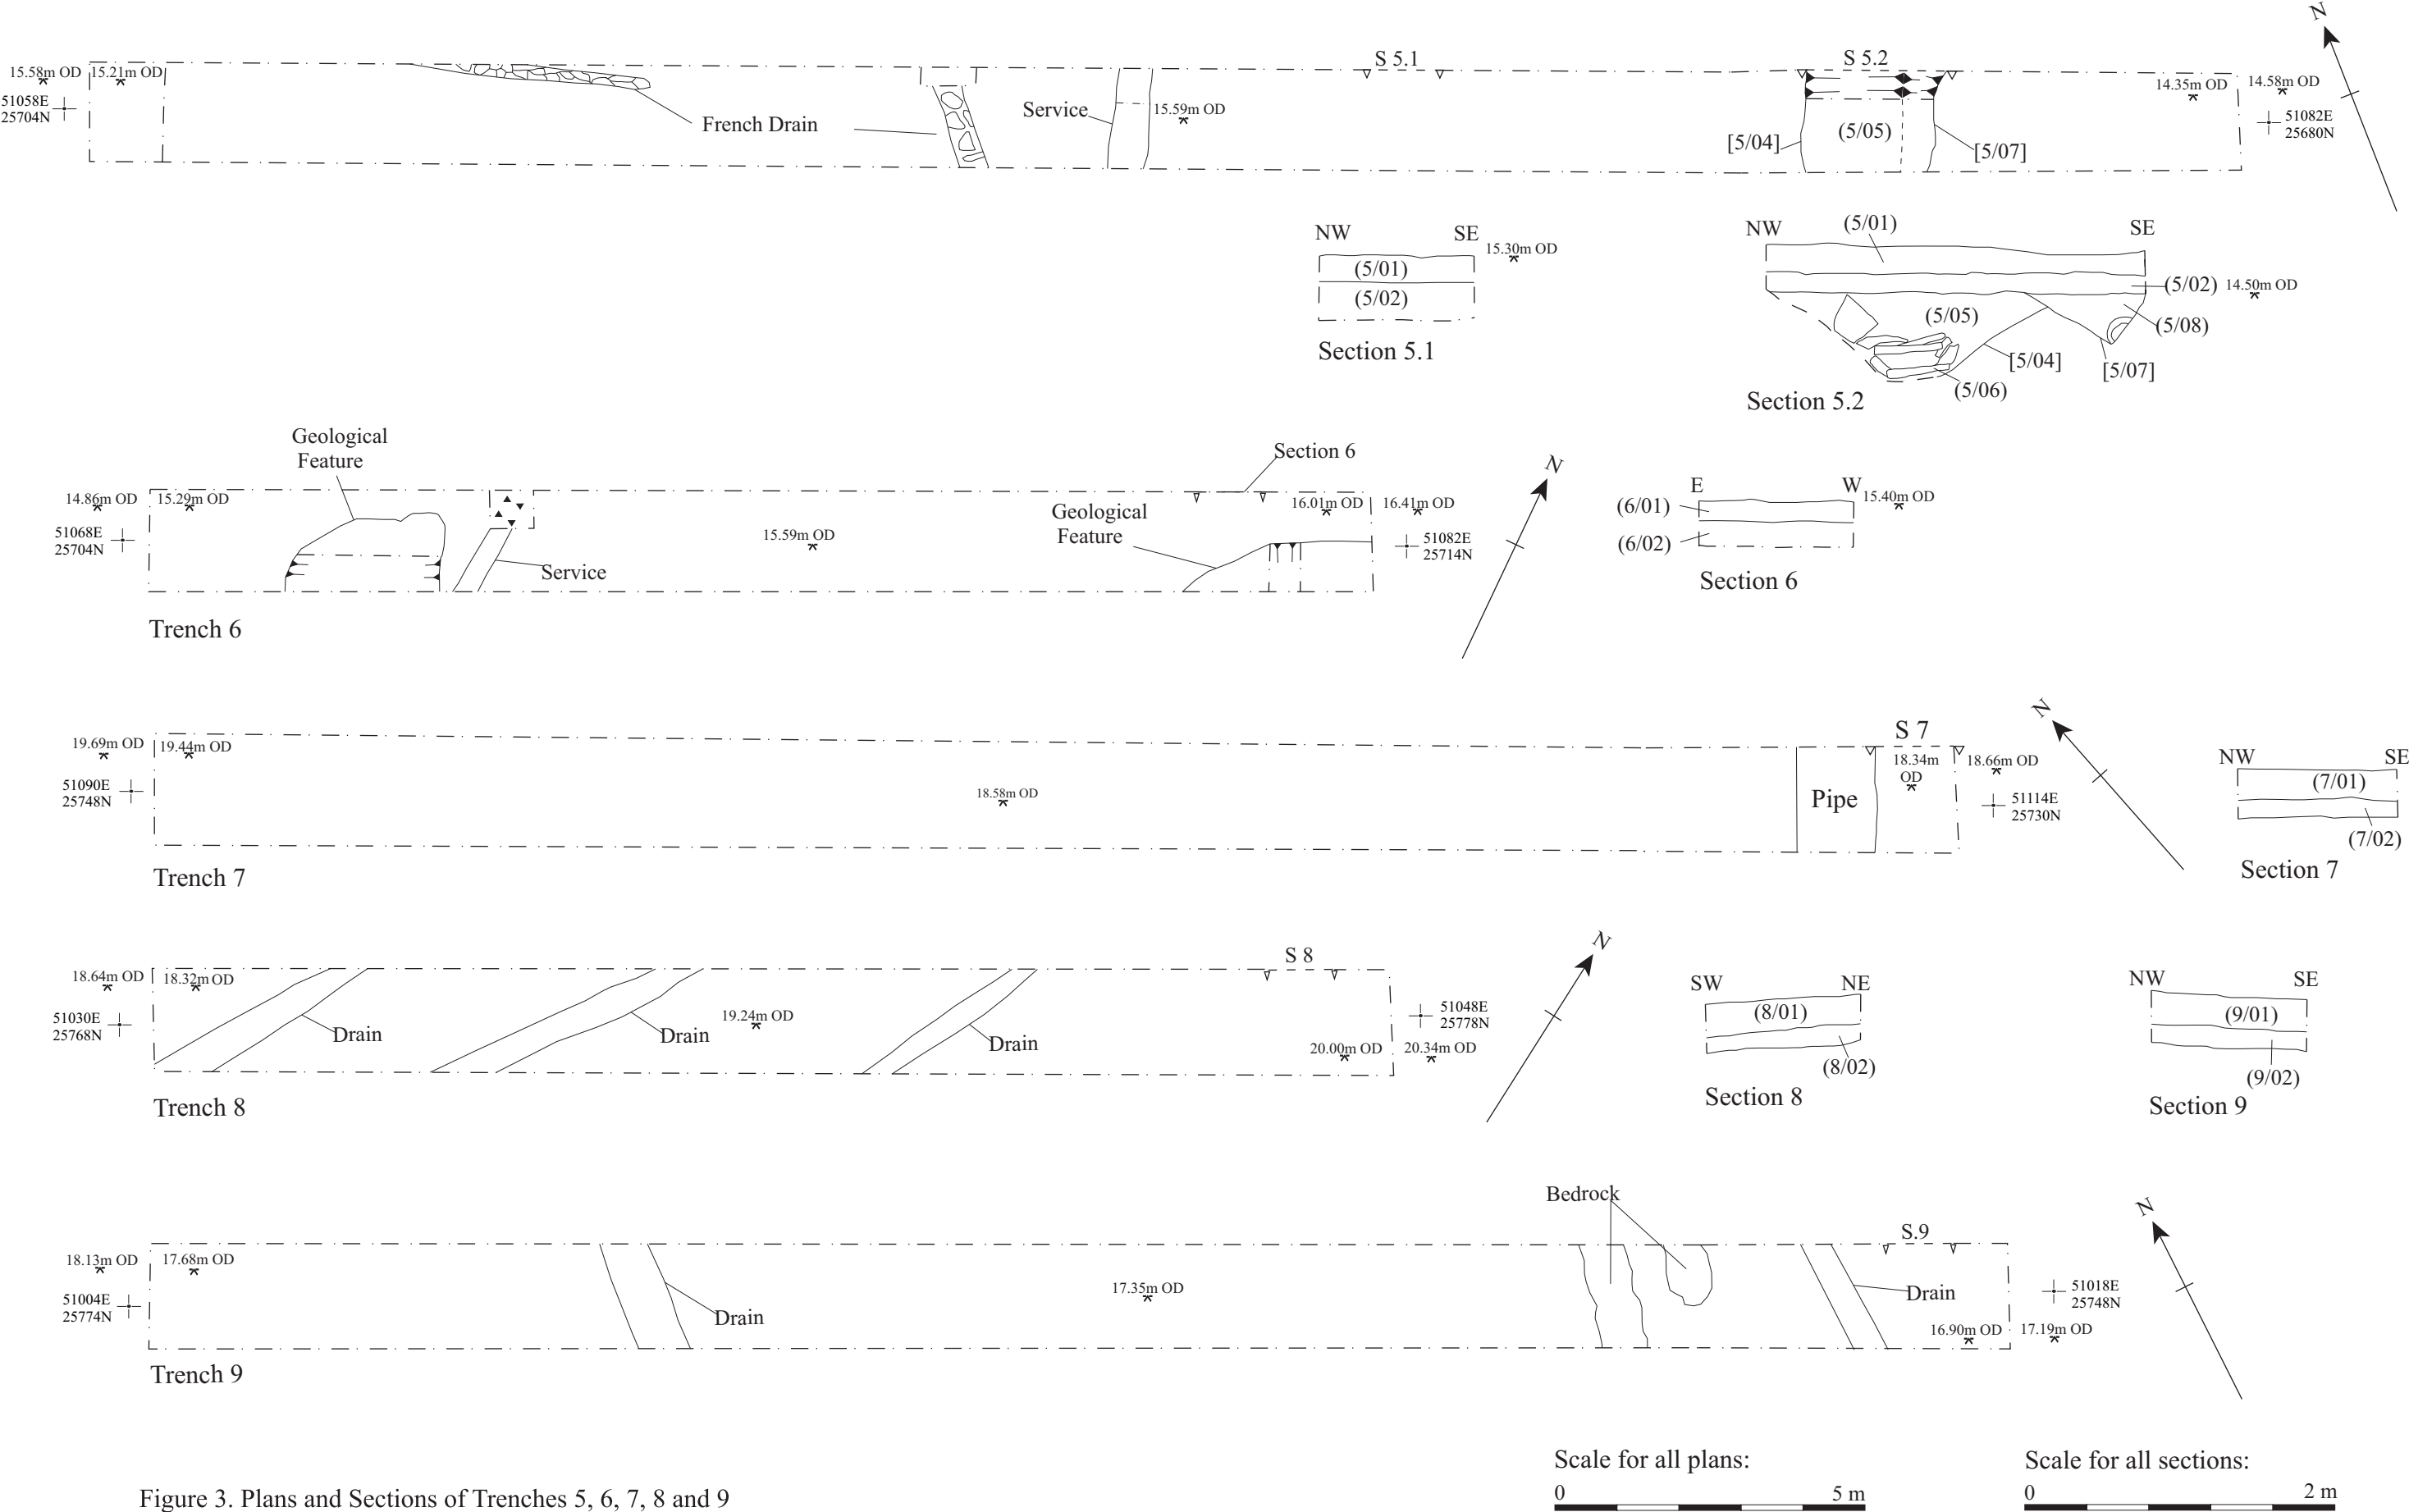 N
S 5.1
S 5.2
15.58m OD
15.21m OD
14.35m OD
14.58m OD
51058E
25704N
French Drain
Service
15.59m OD
[5/04]
(5/05)
[5/07]
51082E
25680N
NW
SE
15.30m OD
(5/01)
(5/02)
Section 5.1
NW
(5/01)
SE
(5/02)
14.50m OD
(5/05)
(5/08)
[5/04]
[5/07]
(5/06)
Section 5.2
Geological
Feature
Section 6
N
14.86m OD
15.29m OD
51068E
25704N
15.59m OD
Service
Geological
Feature
16.01m OD
16.41m OD
51082E
25714N
E
W
15.40m OD
(6/01)
(6/02)
Section 6
Trench 6
S 7
N
19.69m OD
19.44m OD
51090E
25748N
18.58m OD
Pipe
18.34m
OD
18.66m OD
51114E
25730N
NW
SE
(7/01)
(7/02)
Section 7
Trench 7
S 8
N
18.64m OD
18.32m OD
51030E
25768N
Drain
Drain
19.24m OD
Drain
51048E
25778N
20.00m OD
20.34m OD
SW
NE
(8/01)
(8/02)
Section 8
NW
SE
(9/01)
(9/02)
Section 9
Trench 8
Bedrock
S.9
N
18.13m OD
17.68m OD
51004E
25774N
Drain
17.35m OD
Drain
51018E
25748N
16.90m OD
17.19m OD
Trench 9
Scale for all plans:
0
5 m
Scale for all sections:
0
2 m
Figure 3. Plans and Sections of Trenches 5, 6, 7, 8 and 9